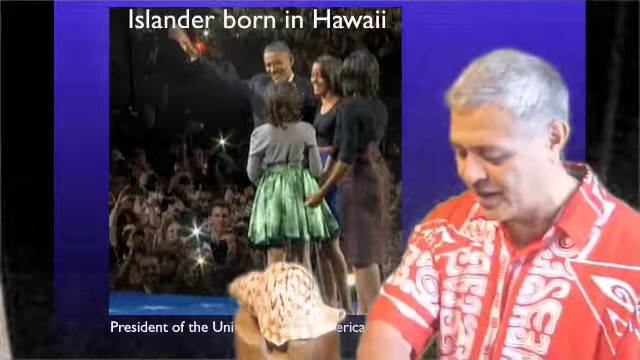 Islander born in Hawaii
President of the Uni erica